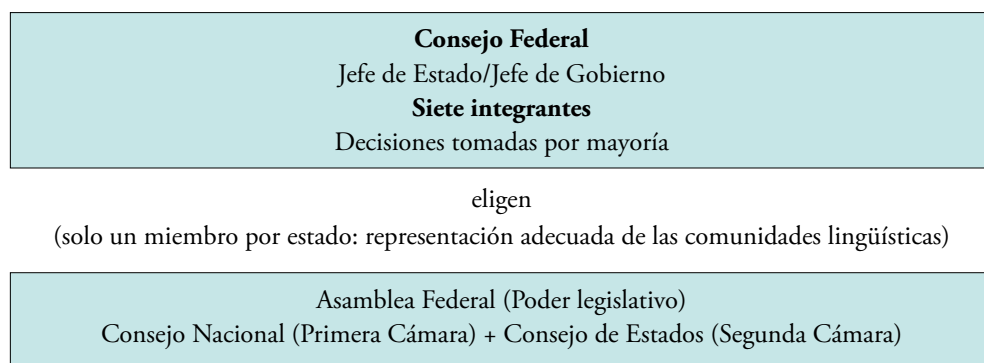 Consejo Federal
Jefe de Estado/Jefe de Gobierno
Siete integrantes
Decisiones tomadas por mayoría
eligen
(solo un miembro por estado: representación adecuada de las comunidades lingüísticas)
Asamblea Federal (Poder legislativo)
Consejo Nacional (Primera Cámara) + Consejo de Estados (Segunda Cámara)